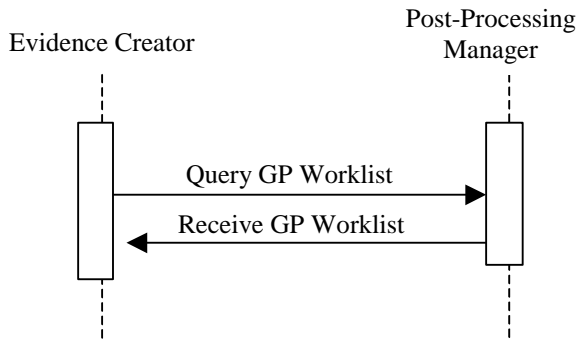 Evidence Creator
Post-Processing
Manager
Query GP Worklist
Receive GP Worklist